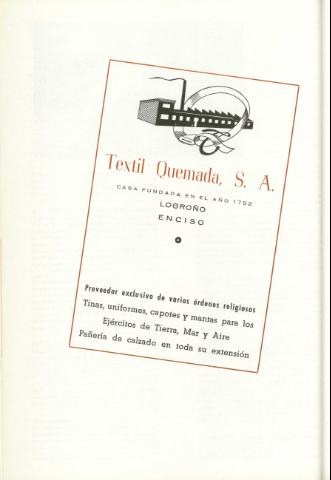 Textil Quemada, S. A.
CASA FUNDADA EN EL AÑO 1752
LOGROÑO
ENCISO
Proveedor exclusivo de varios órdenes religiosas
Tinas, uniformes, capotes y mantas para los
Ejércitos de Tierra, Mar y Aire
Pañería de calzado en toda su extensión